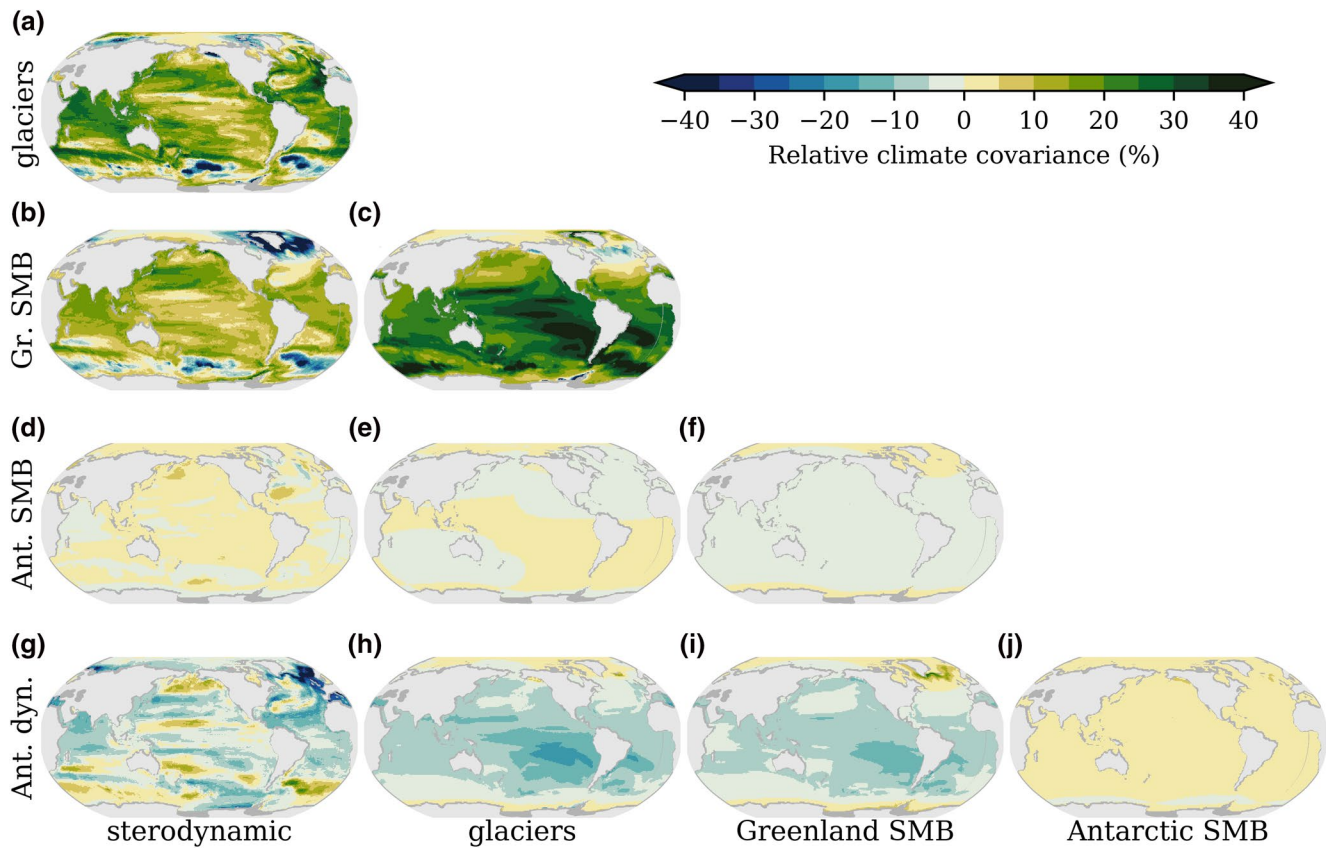 (a)
glaciers
−40 −30 −20 −10 0 10 20 30 40
Relative climate covariance (%)
(b) (c)
Gr. SMB
(d) (e) (f)
Ant. SMB
(g) (h) (i) (j)
Ant. dyn.
sterodynamic glaciers Greenland SMB Antarctic SMB